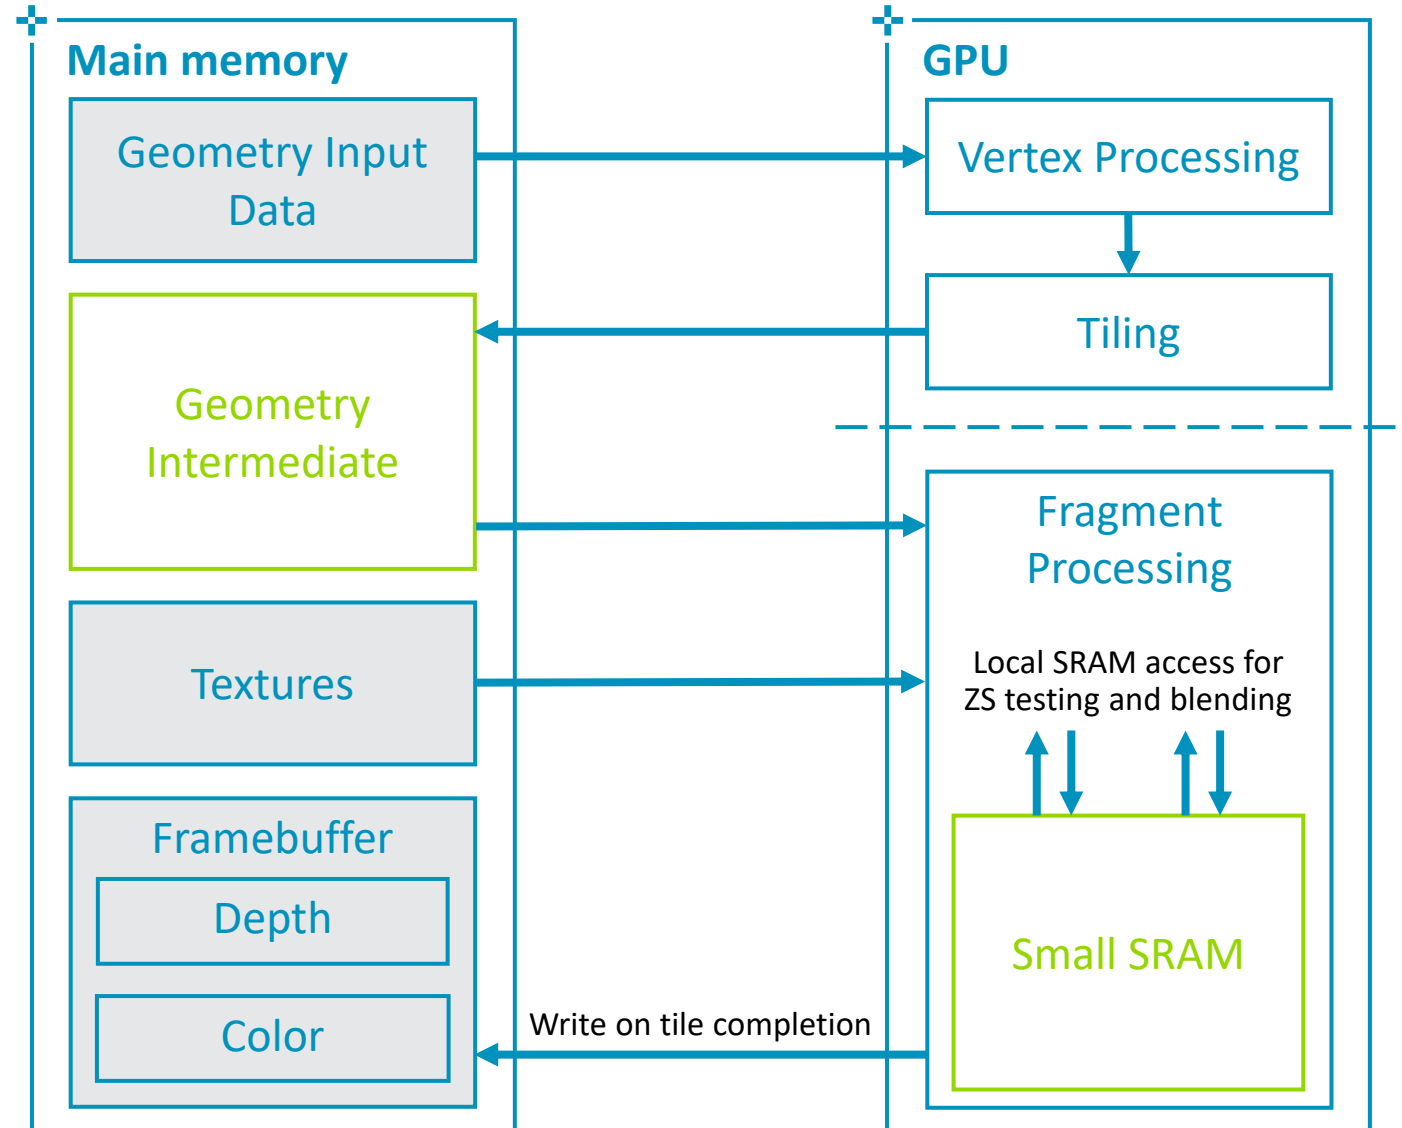 Main memory
Geometry Input
Data
Geometry
Intermediate
Textures
Framebuffer
Depth
Color
Write on tile completion
GPU
Vertex Processing
Tiling
Fragment
Processing
Local SRAM access for
ZS testing and blending
Small SRAM